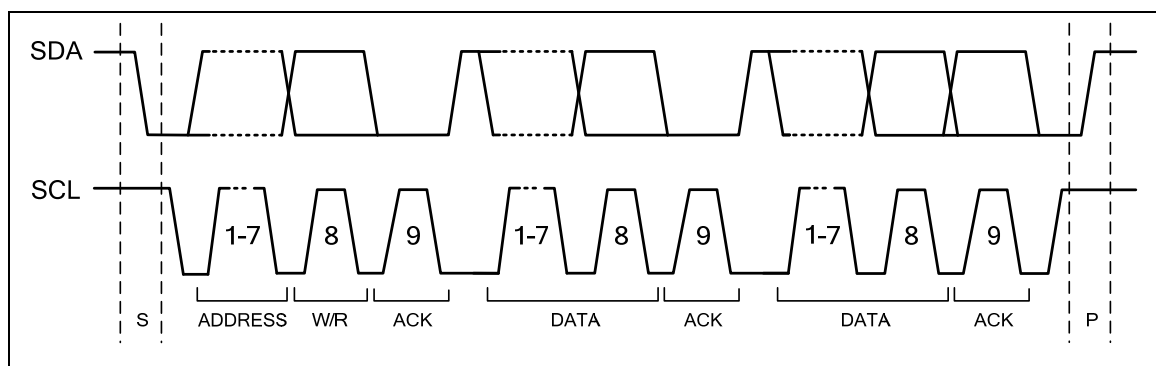 SDA
SCL
1-7 8 9 1-7 8 9 1-7 8 9
S ADDRESS W/R ACK DATA ACK DATA ACK P